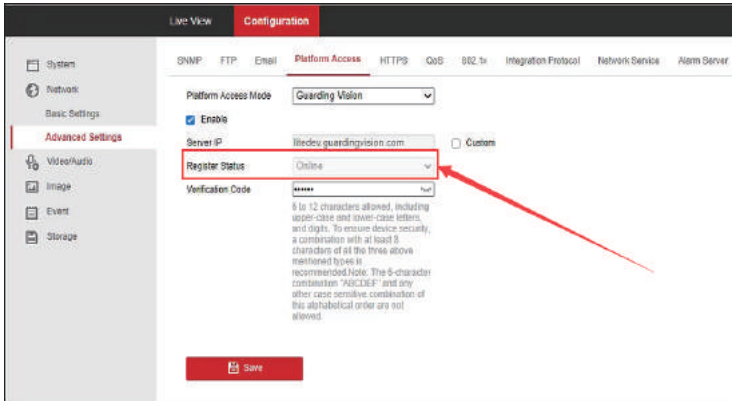 Live View Configuration
System
Network
Basic Settings
Advanced Settings
Video/Audio
Image
Event
Storage
SNMP FTP Email Platform Access HTTPS QoS 802.1x Integration Protocol Network Service Alarm Server
Platform Access Mode Guarding Vision
Enable
Server IP litedev.guardingvision.com Custom
Register Status Online
Verification Code ••••••
6 to 12 characters allowed, including
upper-case and lower-case letters,
and digits. To ensure device security,
a combination with at least 8
characters of all the three above
mentioned types is
recommended.Note: The 6-character
combination "ABCDEF" and any
other case sensitive combination of
this alphabetical order are not
allowed.
Save